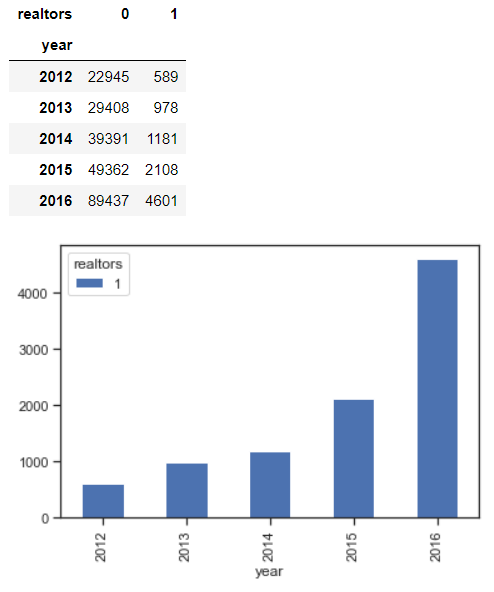 realtors 0 1
year
2012 22945 589
2013 29408 978
2014 39391 1181
2015 49362 2108
2016 89437 4601
realtors
1
4000
3000
2000
1000
0
2012 2013 2014 2015 2016
year